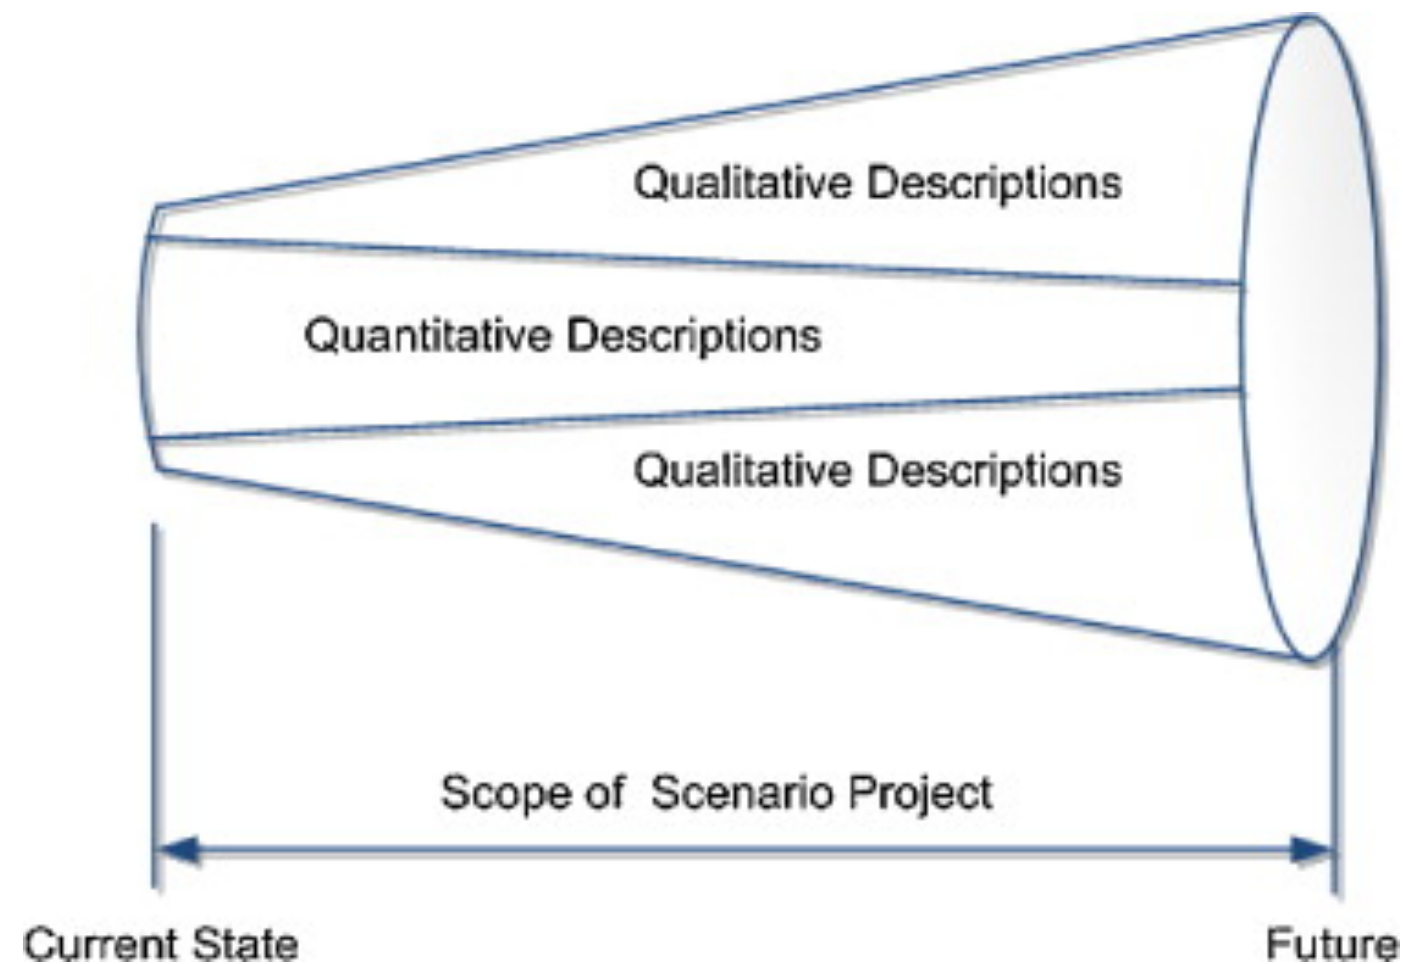 Qualitative Descriptions
Quantitative Descriptions
Qualitative Descriptions
Scope of Scenario Project
Current State
Future